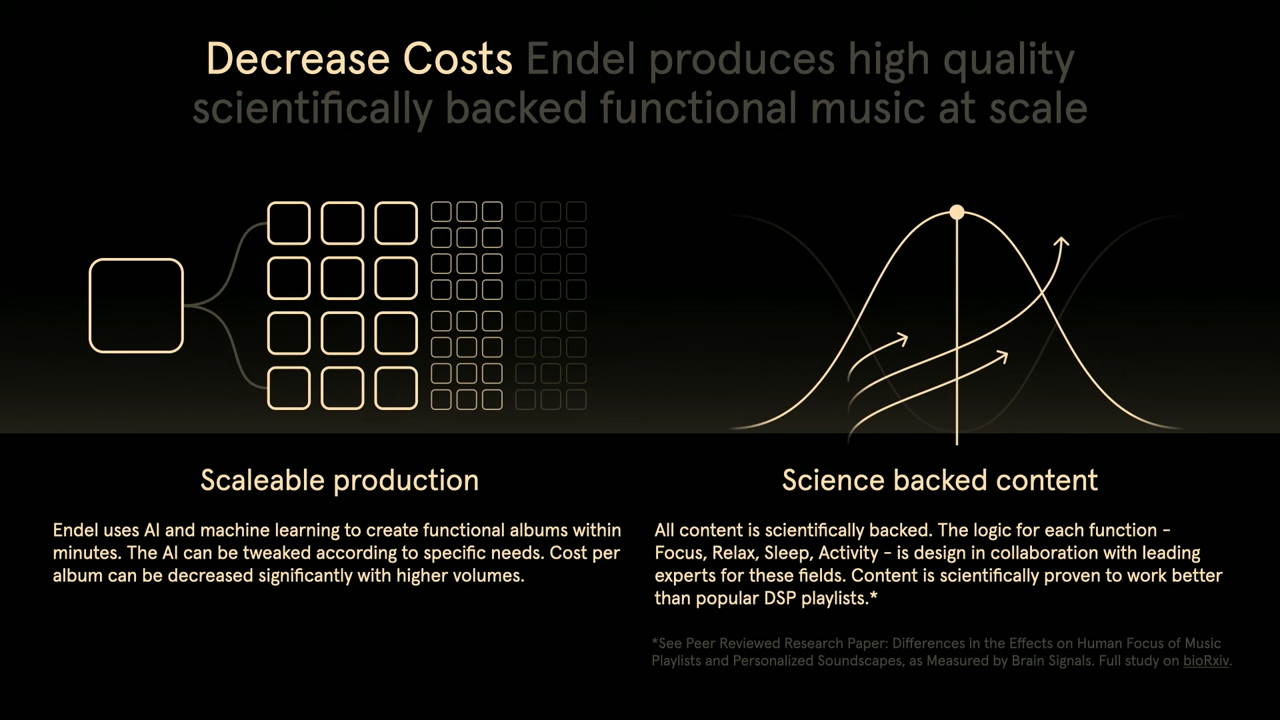 Decrease Costs Endel produces high quality
scientifically backed functional music at scale
Scaleable production
Endel uses AI and machine learning to create functional albums within
minutes. The AI can be tweaked according to specific needs. Cost per
album can be decreased significantly with higher volumes.
Science backed content
All content is scientifically backed. The logic for each function -
Focus, Relax, Sleep, Activity - is design in collaboration with leading
experts for these fields. Content is scientifically proven to work better
than popular DSP playlists.*
*See Peer Reviewed Research Paper: Differences in the Effects on Human Focus of Music
Playlists and Personalized Soundscapes, as Measured by Brain Signals. Full study on bioRxiv.